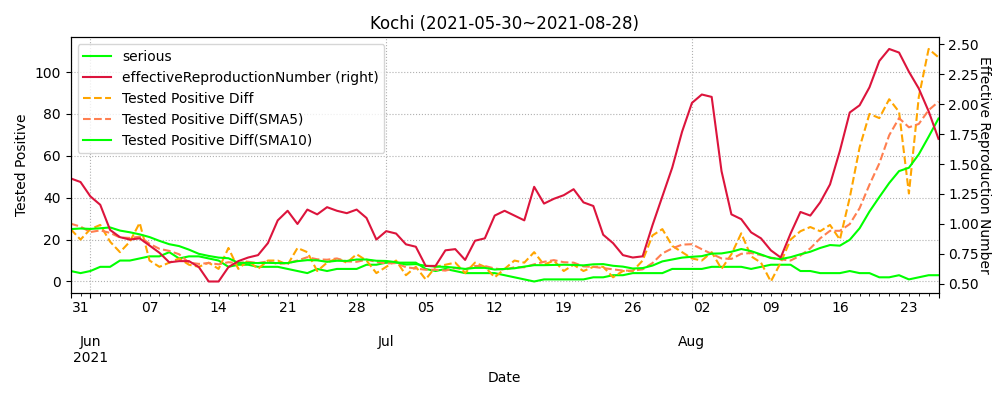 Kochi (2021-05-30~2021-08-28)
serious
effectiveReproductionNumber (right)
Tested Positive Diff
Tested Positive Diff(SMA5)
Tested Positive Diff(SMA10)
Tested Positive
100
80
60
40
20
0
2.50
2.25
2.00
1.75
1.50
1.25
1.00
0.75
0.50
Effective Reproduction Number
31 07 14 21 28 05 12 19 26 02 09 16 23
Jun Jul Aug
2021
Date